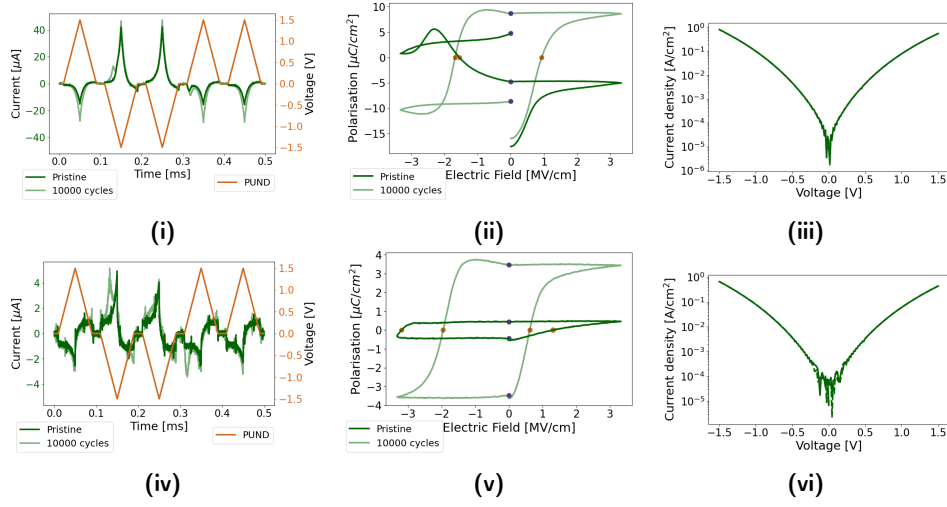 Current [μA]
40
20
0
−20
−40
1.5
1.0
0.5
0.0
−0.5
−1.0
−1.5
Voltage [V]
0.0 0.1 0.2 0.3 0.4 0.5
Time [ms]
Pristine
10000 cycles
PUND
(i)
Polarisation [μC/cm²]
10
5
0
−5
−10
−15
−3 −2 −1 0 1 2 3
Electric Field [MV/cm]
Pristine
10000 cycles
(ii)
Current density [A/cm²]
10⁰
10⁻¹
10⁻²
10⁻³
10⁻⁴
10⁻⁵
10⁻⁶
−1.5 −1.0 −0.5 0.0 0.5 1.0 1.5
Voltage [V]
(iii)
Current [μA]
4
2
0
−2
−4
1.5
1.0
0.5
0.0
−0.5
−1.0
−1.5
Voltage [V]
0.0 0.1 0.2 0.3 0.4 0.5
Time [ms]
Pristine
10000 cycles
PUND
(iv)
Polarisation [μC/cm²]
4
3
2
1
0
−1
−2
−3
−4
−3 −2 −1 0 1 2 3
Electric Field [MV/cm]
Pristine
10000 cycles
(v)
Current density [A/cm²]
10⁰
10⁻¹
10⁻²
10⁻³
10⁻⁴
10⁻⁵
−1.5 −1.0 −0.5 0.0 0.5 1.0 1.5
Voltage [V]
(vi)